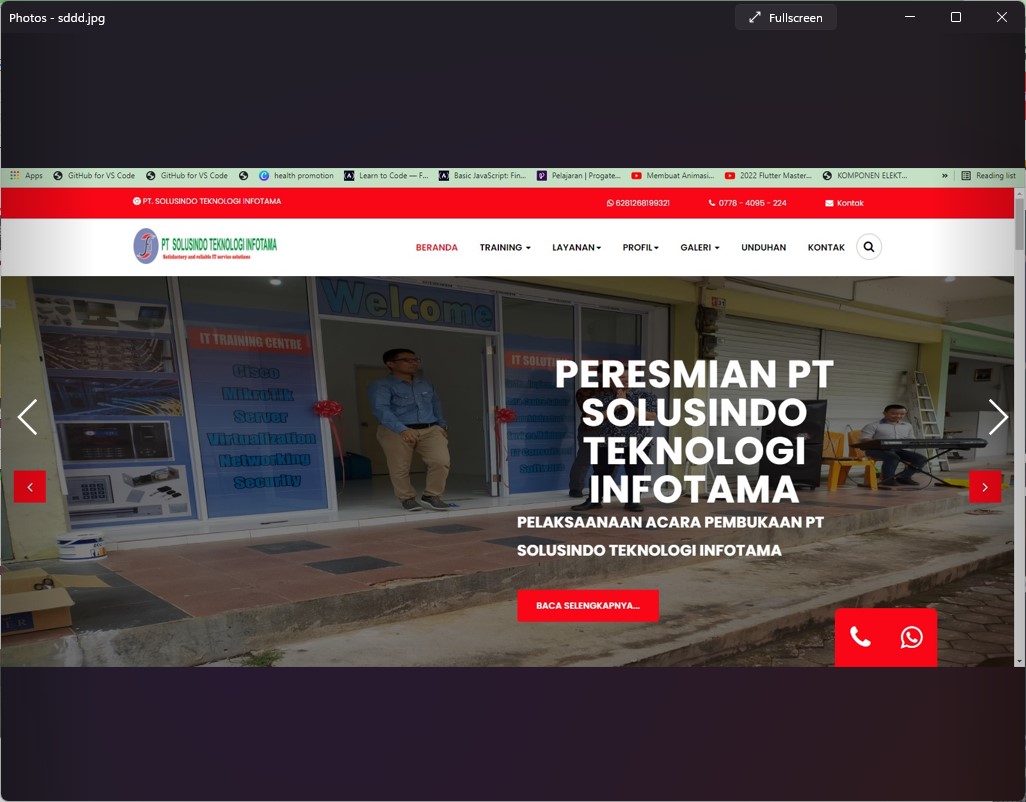 Photos - sddd.jpg
Fullscreen
Apps GitHub for VS Code GitHub for VS Code health promotion Learn to Code — F... Basic JavaScript: Fin... Pelajaran | Progate... Membuat Animasi... 2022 Flutter Master... KOMPONEN ELEKT... » Reading list
PT. SOLUSINDO TEKNOLOGI INFOTAMA 6281268199321 0778 - 4095 - 224 Kontak
PT SOLUSINDO TEKNOLOGI INFOTAMA
Satisfactory and reliable IT service solutions
BERANDA TRAINING LAYANAN PROFIL GALERI UNDUHAN KONTAK
Welcome
IT TRAINING CENTRE
Cisco
Mikrotik
Server
Virtualization
Networking
Security
IT SOLUT
Software
PERESMIAN PT
SOLUSINDO
TEKNOLOGI
INFOTAMA
PELAKSAANAAN ACARA PEMBUKAAN PT
SOLUSINDO TEKNOLOGI INFOTAMA
BACA SELENGKAPNYA...